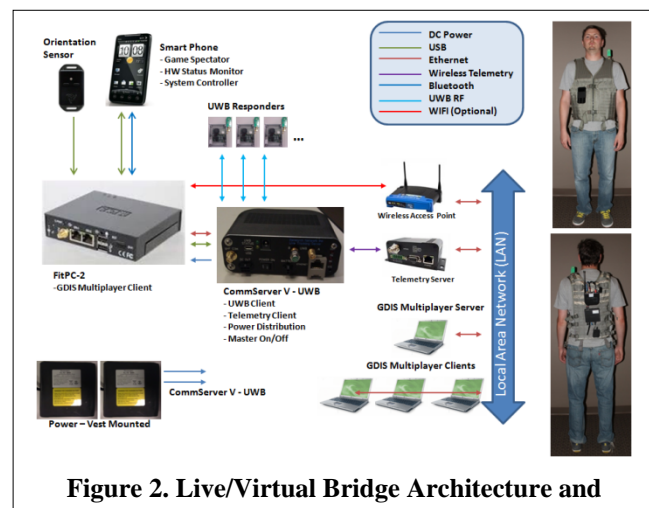 Orientation
Sensor
Smart Phone
- Game Spectator
- HW Status Monitor
- System Controller
DC Power
USB
Ethernet
Wireless Telemetry
Bluetooth
UWB RF
WIFI (Optional)
UWB Responders
...
Wireless Access Point
Telemetry Server
FitPC-2
- GDIS Multiplayer Client
CommServer V - UWB
- UWB Client
- Telemetry Client
- Power Distribution
- Master On/Off
GDIS Multiplayer Server
GDIS Multiplayer Clients
Local Area Network (LAN)
CommServer V - UWB
Power – Vest Mounted
Figure 2. Live/Virtual Bridge Architecture and